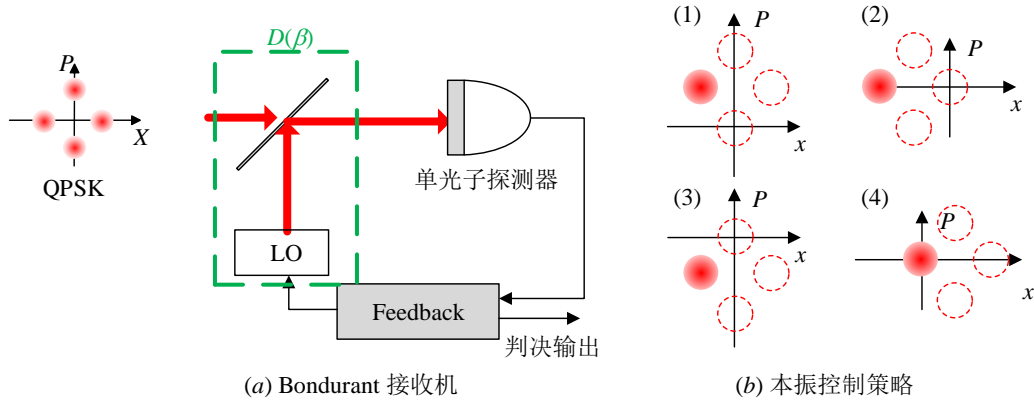 D(β)
P
X
QPSK
LO
单光子探测器
Feedback
判决输出
(a) Bondurant 接收机
(1)
P
x
(2)
P
x
(3)
P
x
(4)
P
x
(b) 本振控制策略